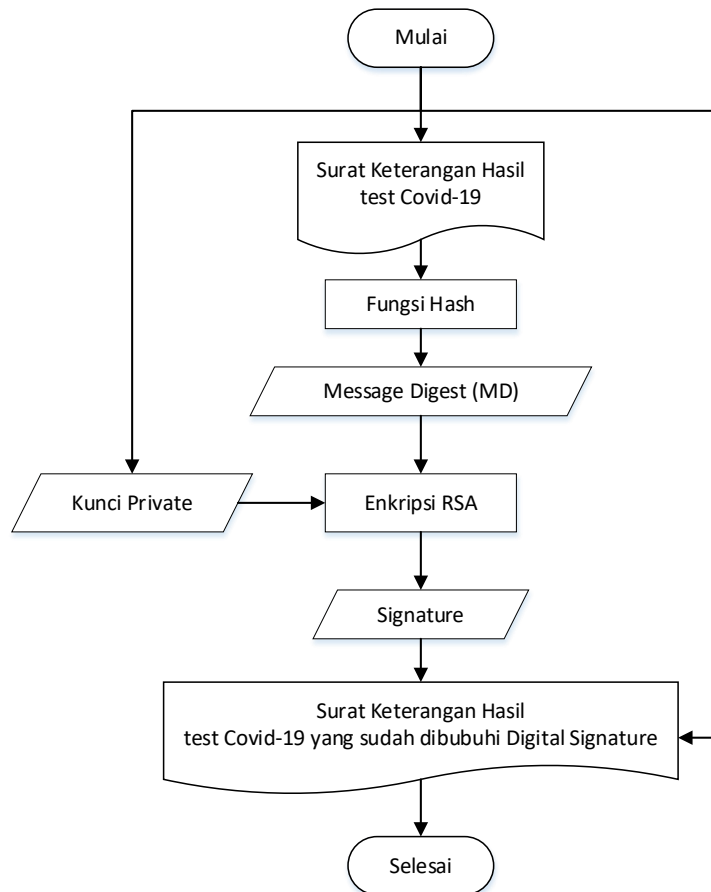 Mulai
Surat Keterangan Hasil
test Covid-19
Fungsi Hash
Message Digest (MD)
Kunci Private
Enkripsi RSA
Signature
Surat Keterangan Hasil
test Covid-19 yang sudah dibubuhi Digital Signature
Selesai